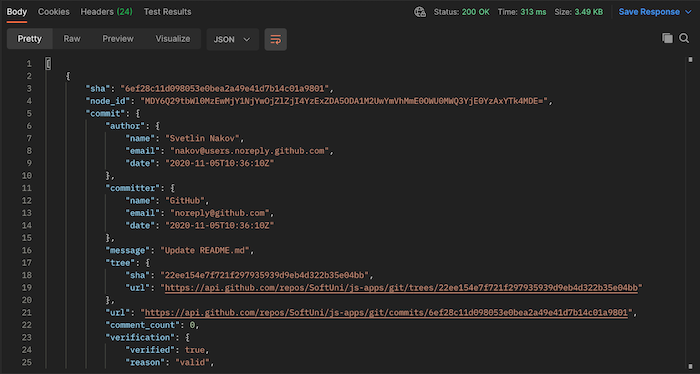 Body Cookies Headers (24) Test Results Status: 200 OK Time: 313 ms Size: 3.49 KB Save Response
Pretty Raw Preview Visualize JSON
1 [
2 {
3 "sha": "6ef28c11d098053e0bea2a49e41d7b14c01a9801",
4 "node_id": "MDY6Q29tbWl0MzEwMjY1NjYwOjZlZjI4YzExZDA5ODA1M2UwYmVhMmE0OWU0MWQ3YjE0YzAxYTk4MDE=",
5 "commit": {
6 "author": {
7 "name": "Svetlin Nakov",
8 "email": "nakov@users.noreply.github.com",
9 "date": "2020-11-05T10:36:10Z"
10 },
11 "committer": {
12 "name": "GitHub",
13 "email": "noreply@github.com",
14 "date": "2020-11-05T10:36:10Z"
15 },
16 "message": "Update README.md",
17 "tree": {
18 "sha": "22ee154e7f721f297935939d9eb4d322b35e04bb",
19 "url": "https://api.github.com/repos/SoftUni/js-apps/git/trees/22ee154e7f721f297935939d9eb4d322b35e04bb"
20 },
21 "url": "https://api.github.com/repos/SoftUni/js-apps/git/commits/6ef28c11d098053e0bea2a49e41d7b14c01a9801",
22 "comment_count": 0,
23 "verification": {
24 "verified": true,
25 "reason": "valid",